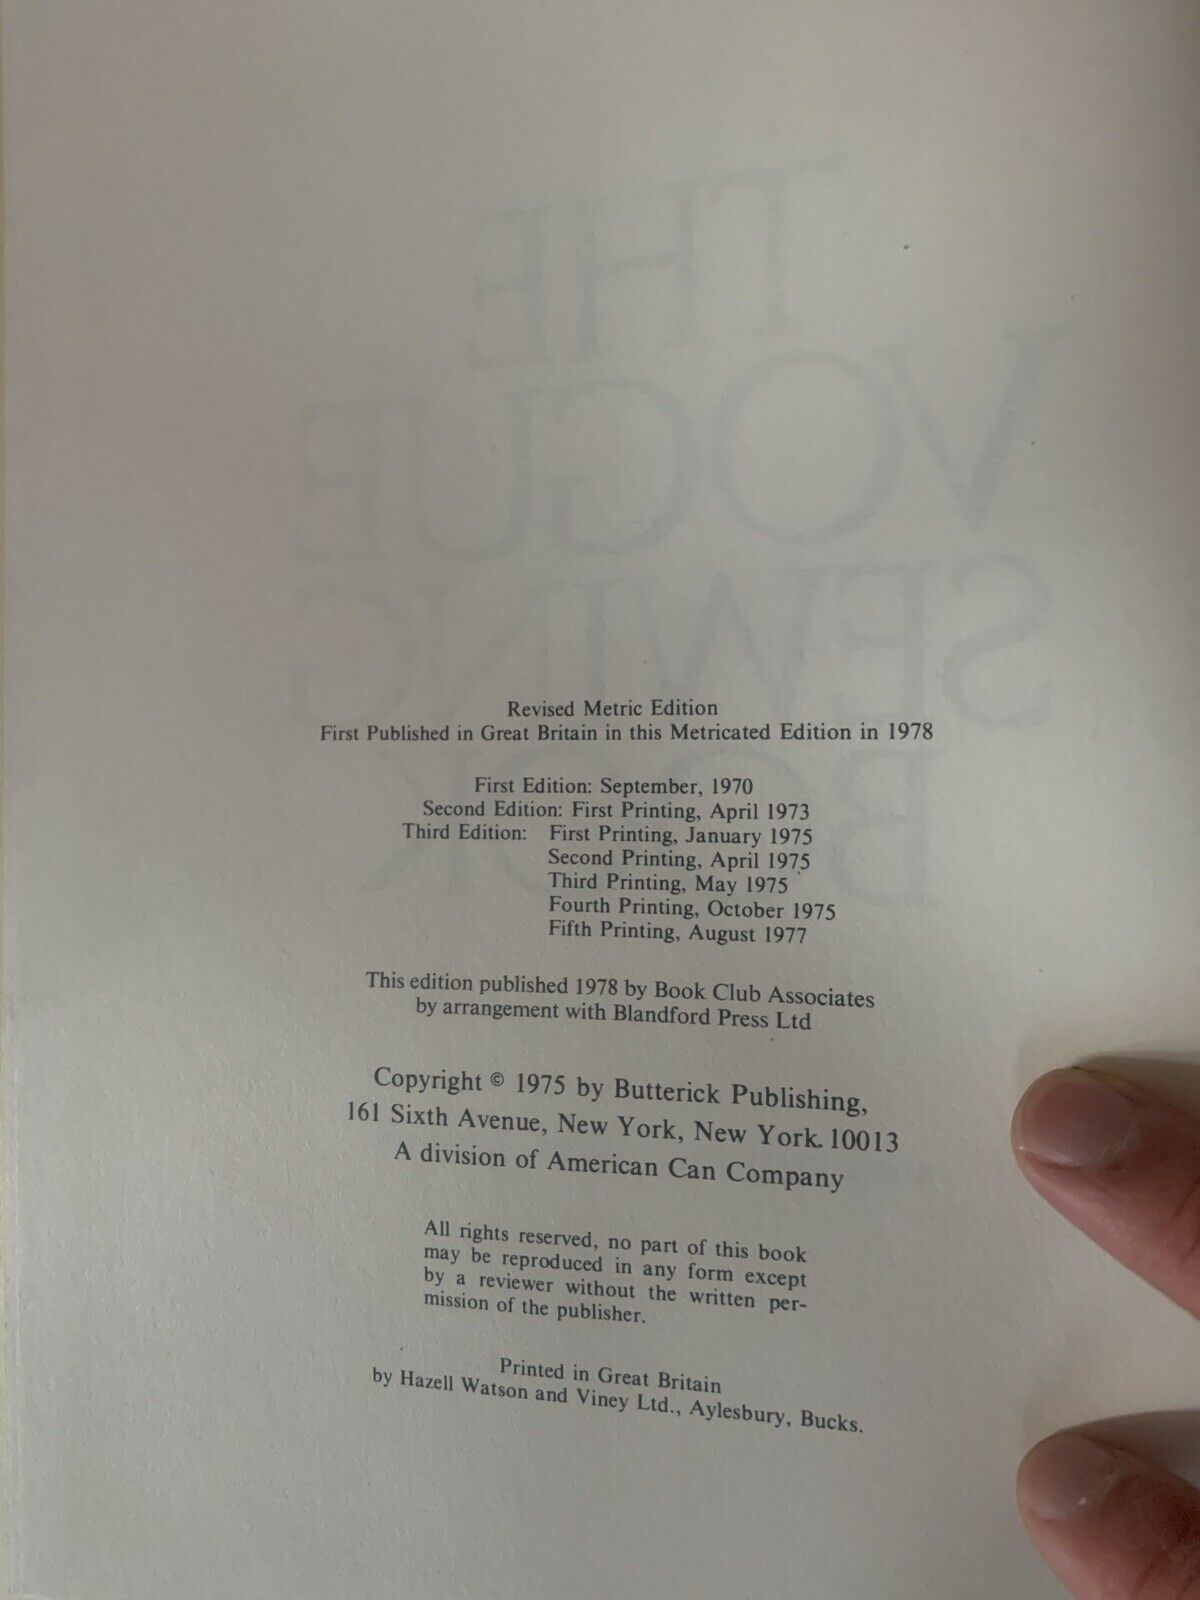 THE
VOGUE
SEWING
BOOK
Revised Metric Edition
First Published in Great Britain in this Metricated Edition in 1978
First Edition: September, 1970
Second Edition: First Printing, April 1973
Third Edition: First Printing, January 1975
Second Printing, April 1975
Third Printing, May 1975
Fourth Printing, October 1975
Fifth Printing, August 1977
This edition published 1978 by Book Club Associates
by arrangement with Blandford Press Ltd
Copyright © 1975 by Butterick Publishing,
161 Sixth Avenue, New York, New York. 10013
A division of American Can Company
All rights reserved, no part of this book
may be reproduced in any form except
by a reviewer without the written per-
mission of the publisher.
Printed in Great Britain
by Hazell Watson and Viney Ltd., Aylesbury, Bucks.